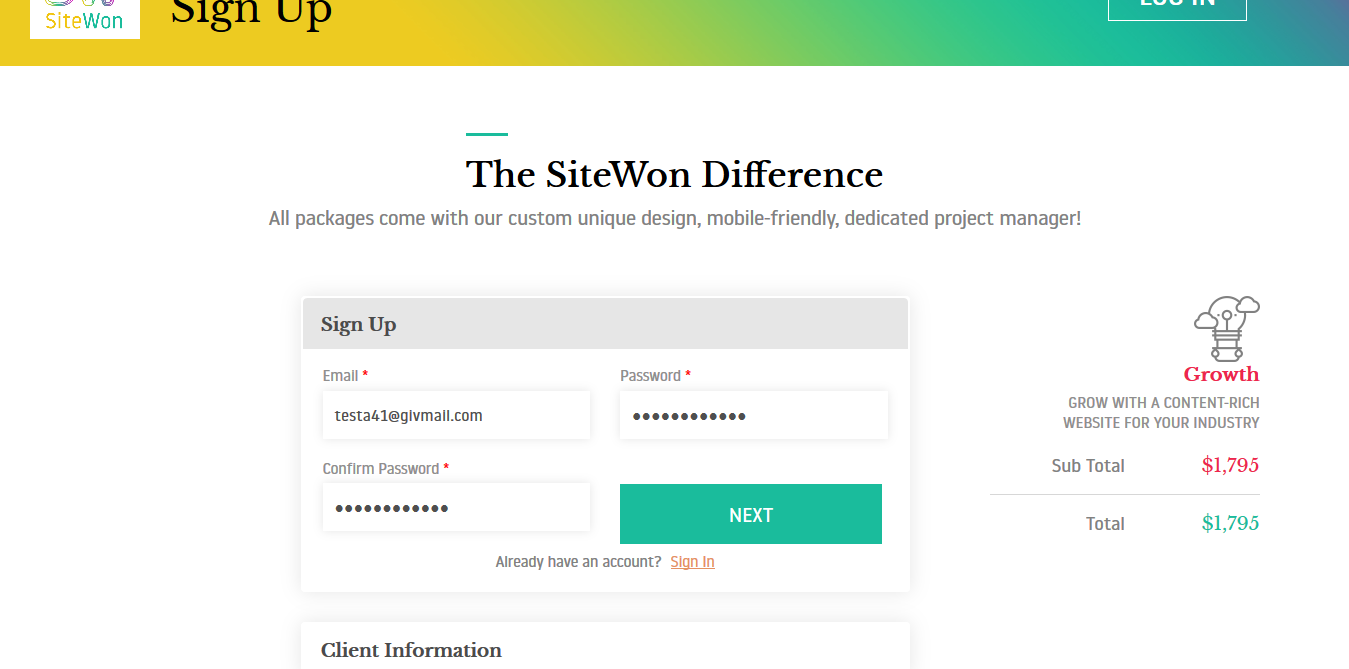 SiteWon
Sign Up
LOG IN
The SiteWon Difference
All packages come with our custom unique design, mobile-friendly, dedicated project manager!
Sign Up
Email *
Password *
testa41@glvmail.com
●●●●●●●●●●●●
Confirm Password *
●●●●●●●●●●●●
NEXT
Already have an account? Sign In
Growth
GROW WITH A CONTENT-RICH
WEBSITE FOR YOUR INDUSTRY
Sub Total $1,795
Total $1,795
Client Information